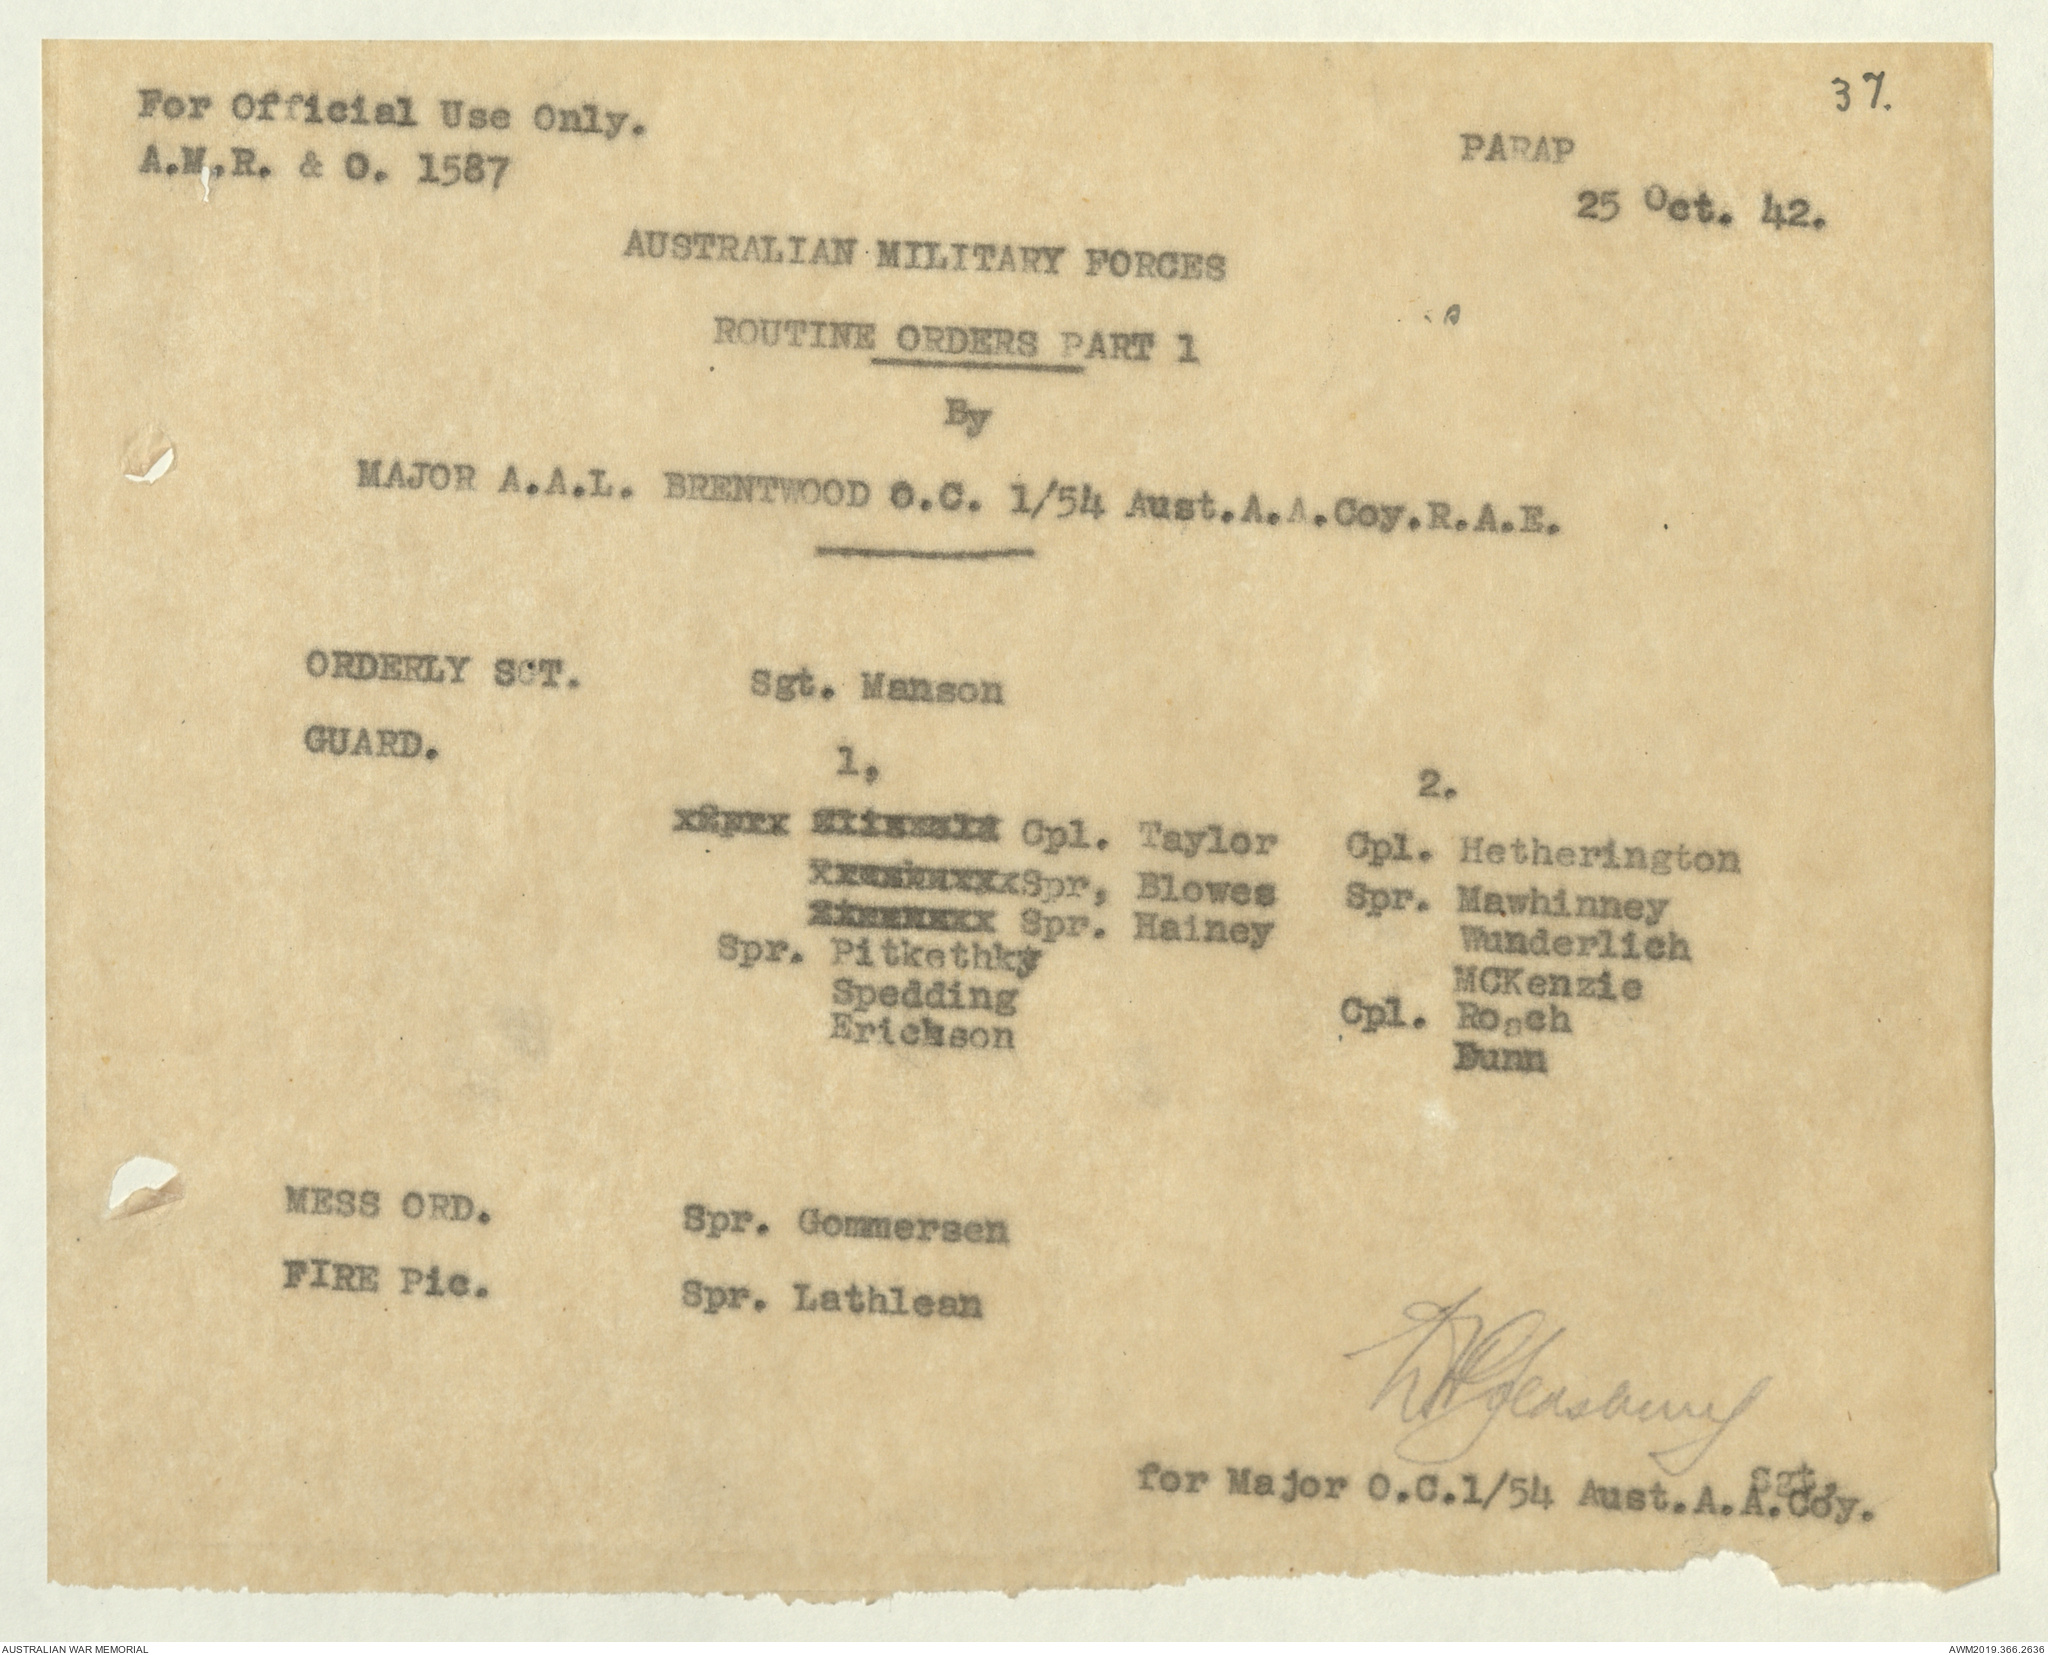 37.
For Official Use Only.
A.M.R. & O. 1587
PARAP
25 Oct. 42.
AUSTRALIAN MILITARY FORCES
ROUTINE ORDERS PART 1
By
MAJOR A.A.L. BRENTWOOD O.C. 1/54 Aust.A.A.Coy.R.A.E.
ORDERLY SGT. Sgt. Manson
GUARD. 1, 2.
Cpl. Taylor Cpl. Hetherington
Spr, Blowes Spr. Mawhinney
Spr. Hainey Wunderlich
Spr. Pitkethky MCKenzie
Spedding Cpl. Rosch
Erickson Dunn
MESS ORD. Spr. Gommersen
FIRE Pic. Spr. Lathlean
Sgt,
for Major O.C.1/54 Aust.A.A.Coy.
AUSTRALIAN WAR MEMORIAL
AWM2019.366.2636